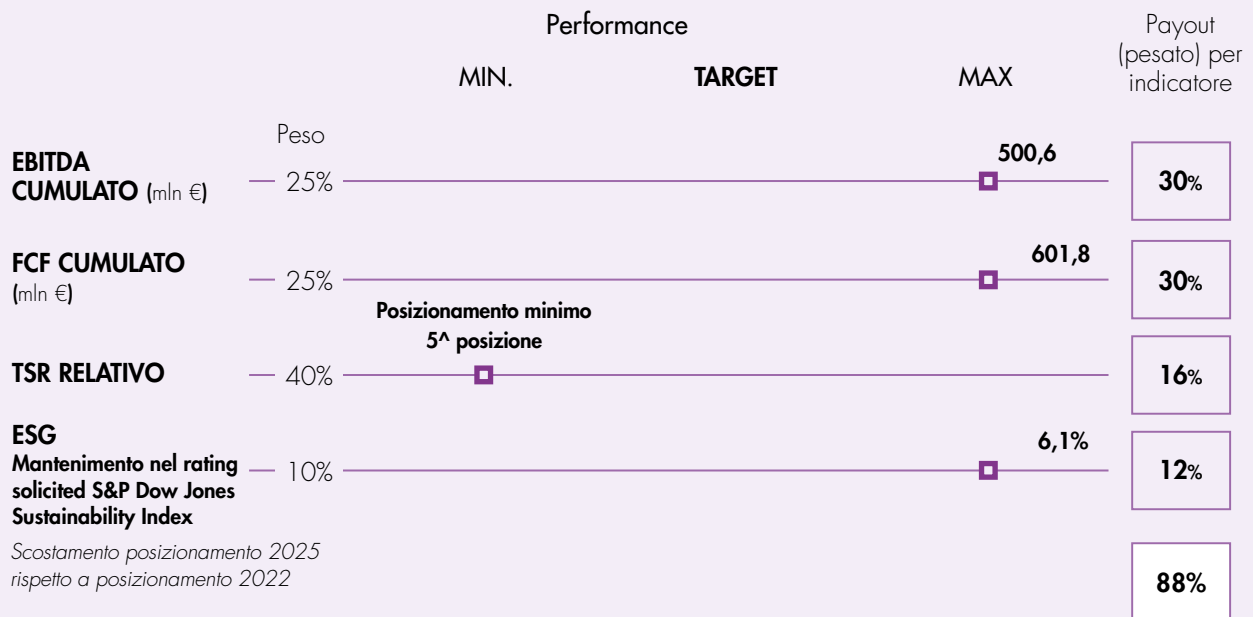 Performance
Payout
(pesato) per
indicatore
MIN. TARGET MAX
Peso
EBITDA
CUMULATO (mln €)
25%
500,6
30%
FCF CUMULATO
(mln €)
25%
601,8
30%
Posizionamento minimo
5^ posizione
TSR RELATIVO
40%
16%
ESG
Mantenimento nel rating
solicited S&P Dow Jones
Sustainability Index
10%
6,1%
12%
Scostamento posizionamento 2025
rispetto a posizionamento 2022
88%